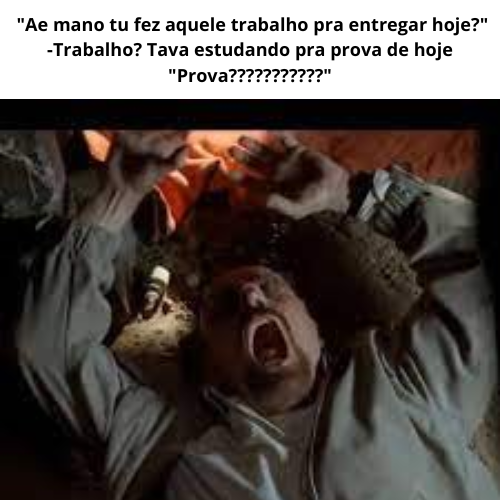 "Ae mano tu fez aquele trabalho pra entregar hoje?"
-Trabalho? Tava estudando pra prova de hoje
"Prova???????????"